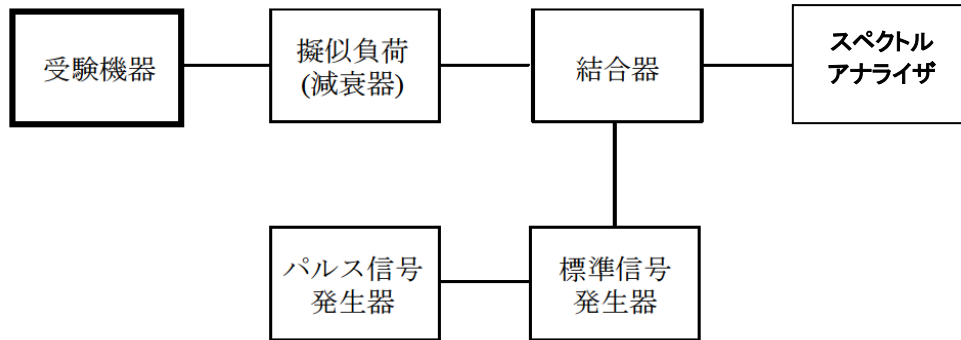 受験機器
擬似負荷
(減衰器)
結合器
スペクトル
アナライザ
パルス信号
発生器
標準信号
発生器